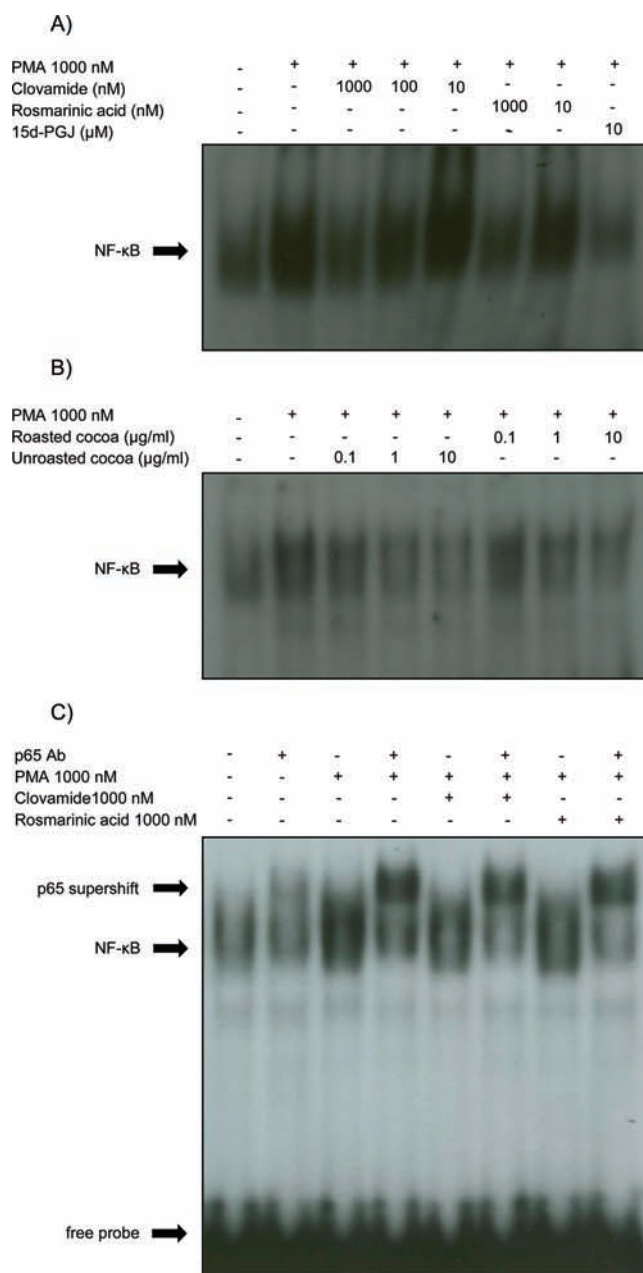 A)
PMA 1000 nM - + + + + + + +
Clovamide (nM) - - 1000 100 10 - - -
Rosmarinic acid (nM) - - - - - 1000 10 -
15d-PGJ (µM) - - - - - - - 10
NF-κB
B)
PMA 1000 nM - + + + + + + +
Roasted cocoa (µg/ml) - - - - - 0.1 1 10
Unroasted cocoa (µg/ml) - - 0.1 1 10 - - -
NF-κB
C)
p65 Ab - + - + - + - +
PMA 1000 nM - - + + + + + +
Clovamide1000 nM - - - - + + - -
Rosmarinic acid 1000 nM - - - - - - + +
p65 supershift
NF-κB
free probe